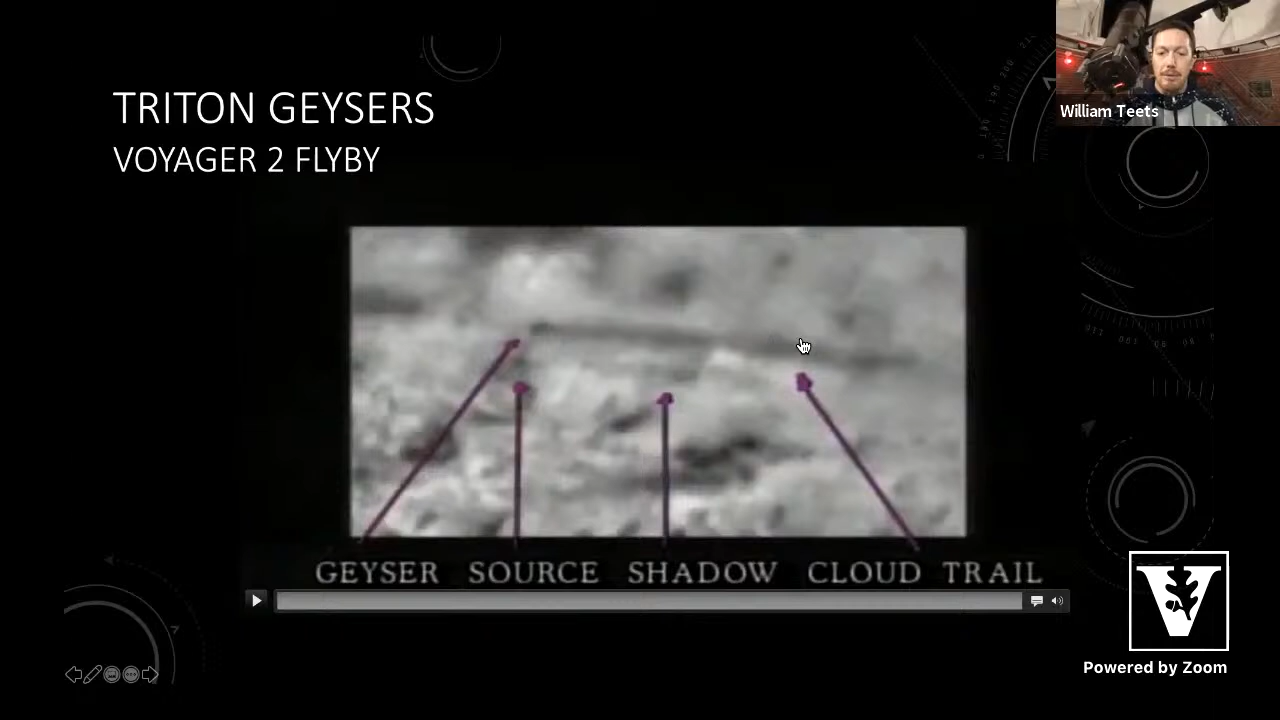 TRITON GEYSERS
VOYAGER 2 FLYBY
William Teets
GEYSER SOURCE SHADOW CLOUD TRAIL
V
Powered by Zoom